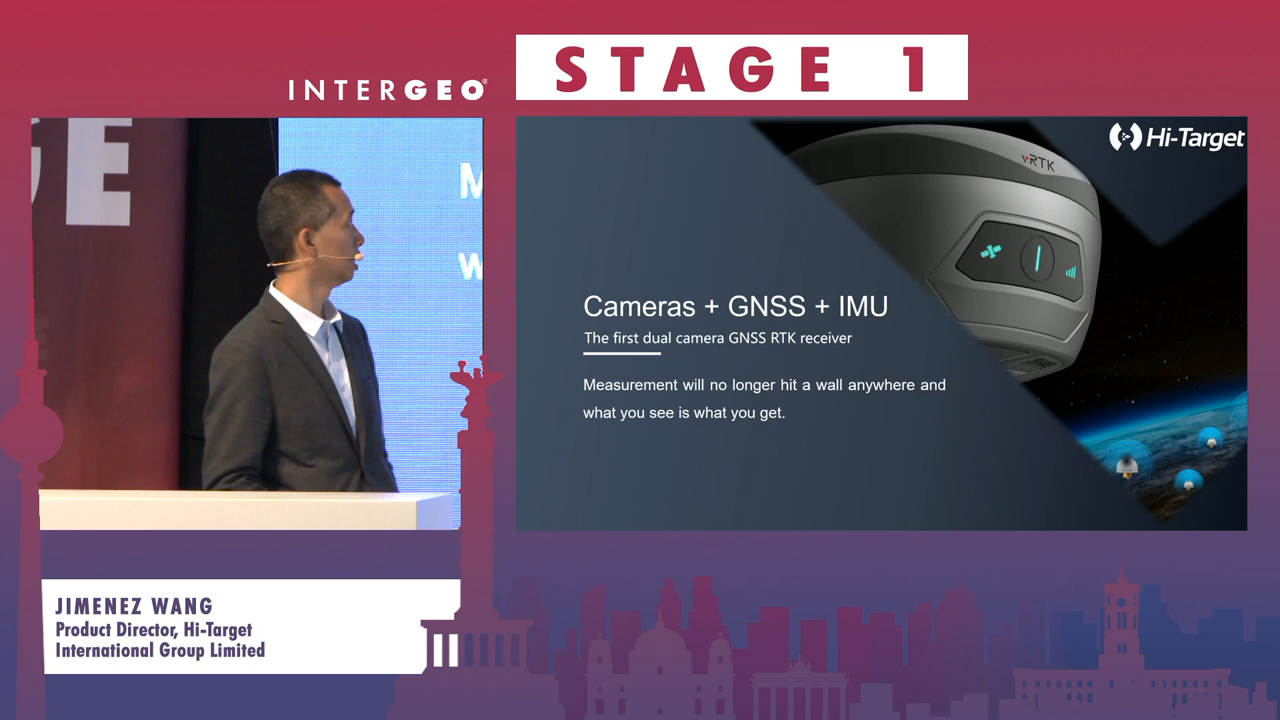 STAGE 1
INTERGEO®
GE
M
w
Hi-Target
vRTK
Cameras + GNSS + IMU
The first dual camera GNSS RTK receiver
Measurement will no longer hit a wall anywhere and
what you see is what you get.
JIMENEZ WANG
Product Director, Hi-Target
International Group Limited